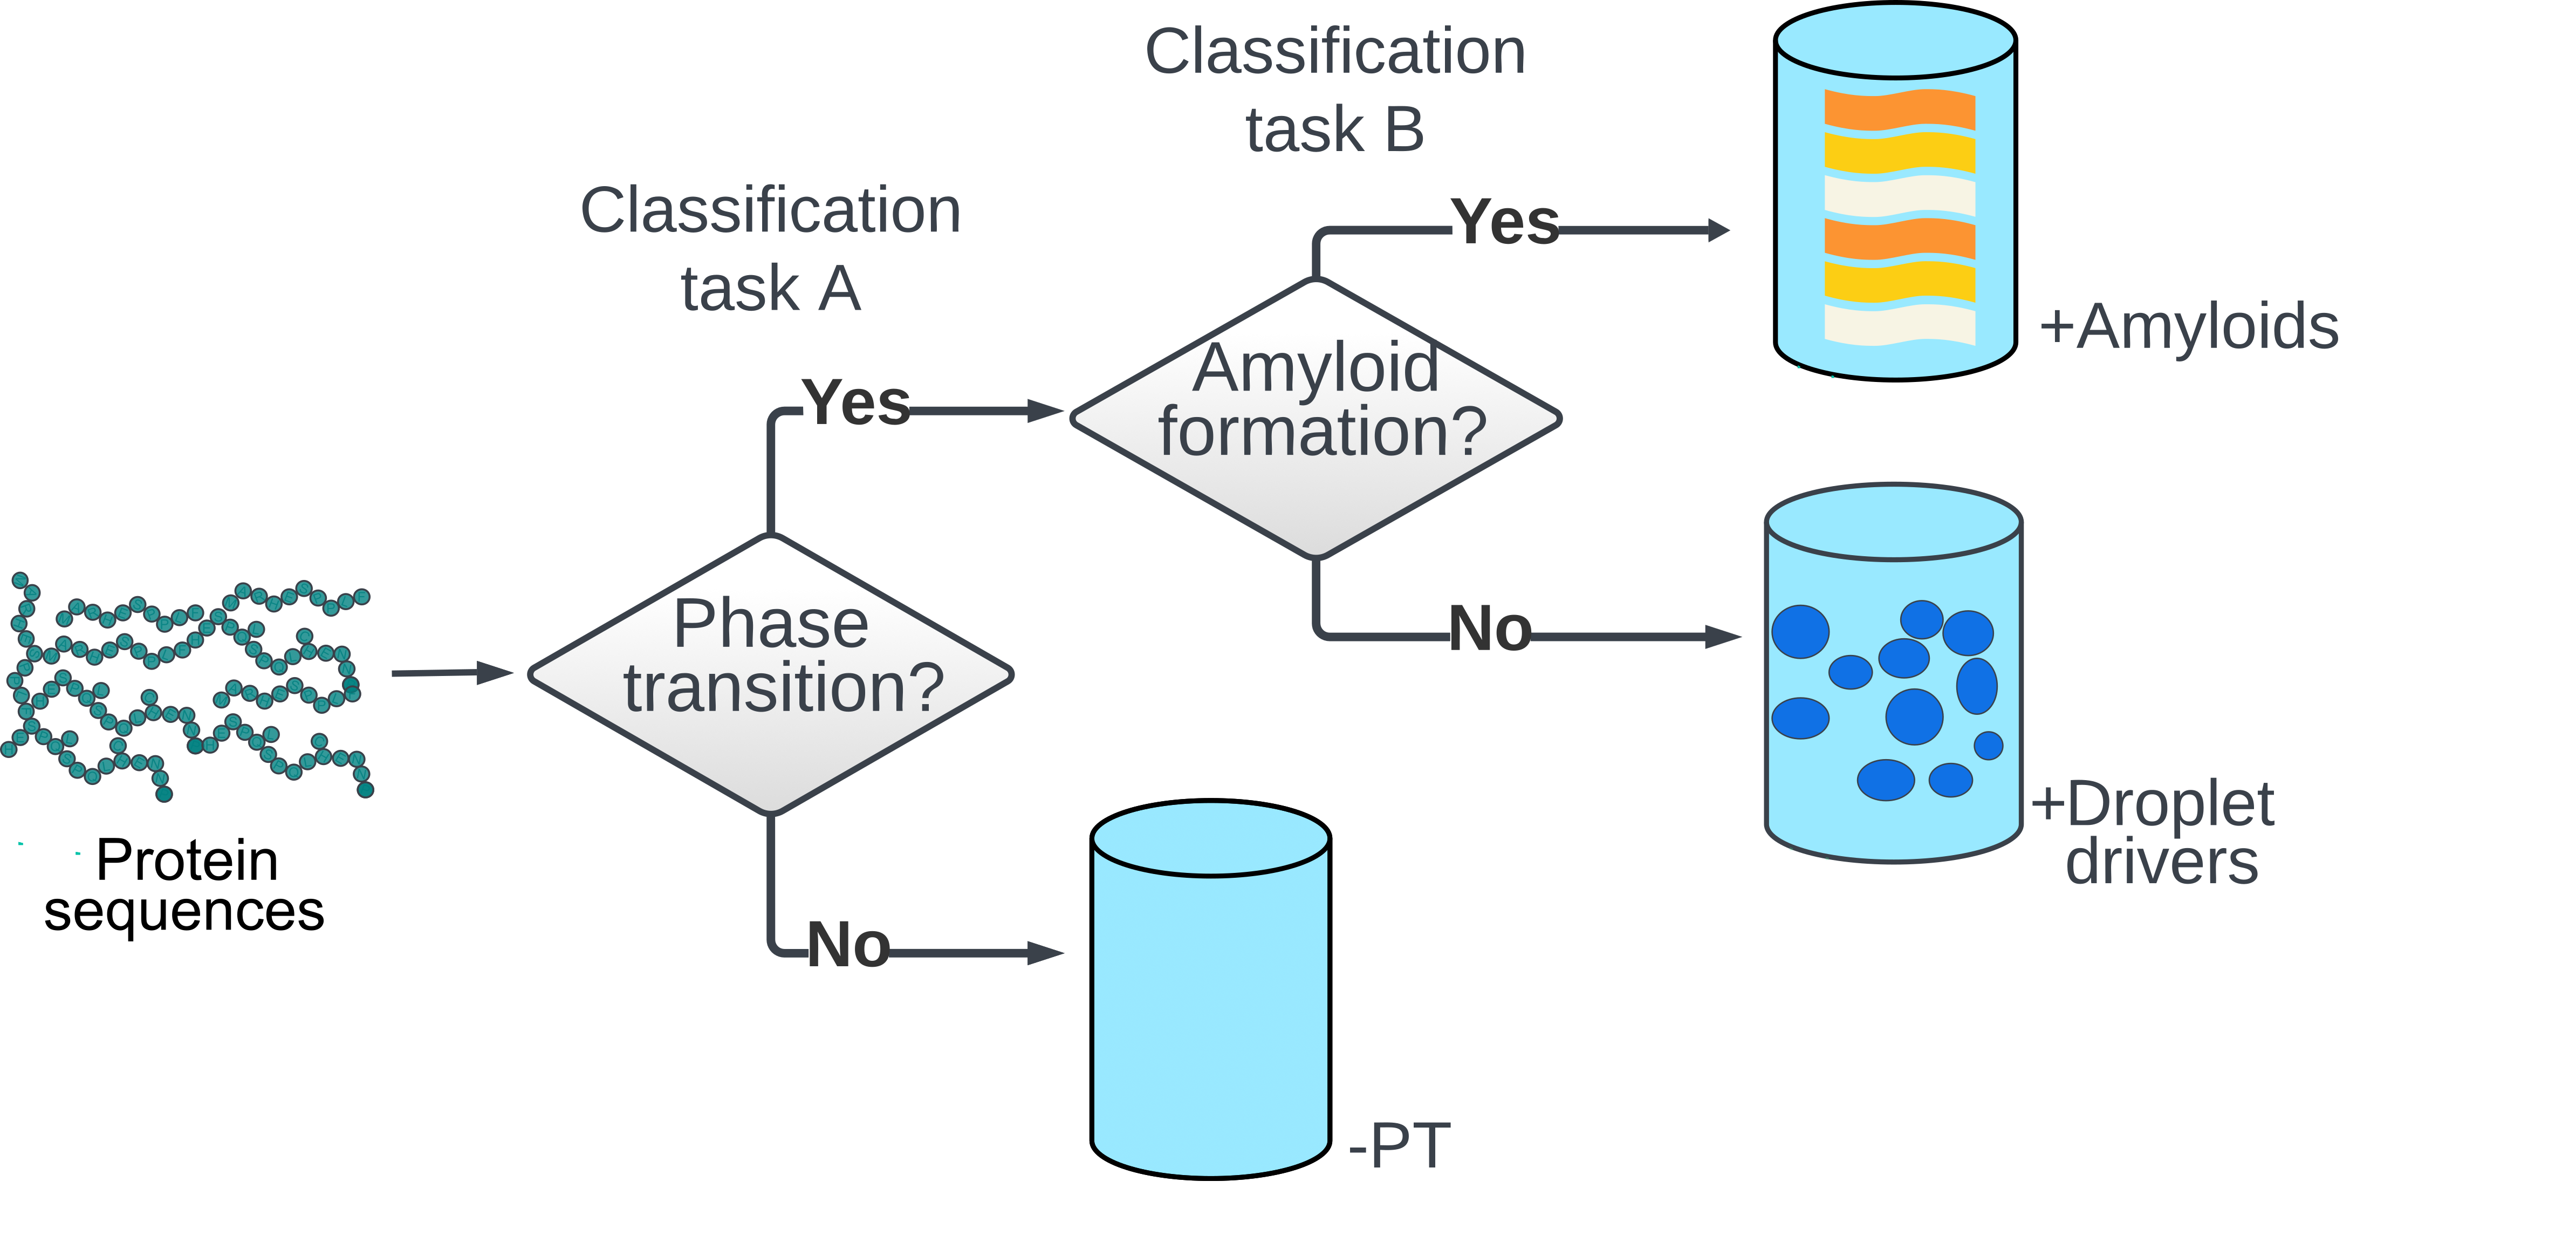 Classification
task B
Classification
task A
Yes
+Amyloids
Amyloid
formation?
Yes
Phase
transition?
No
+Droplet
drivers
Protein
sequences
No
-PT